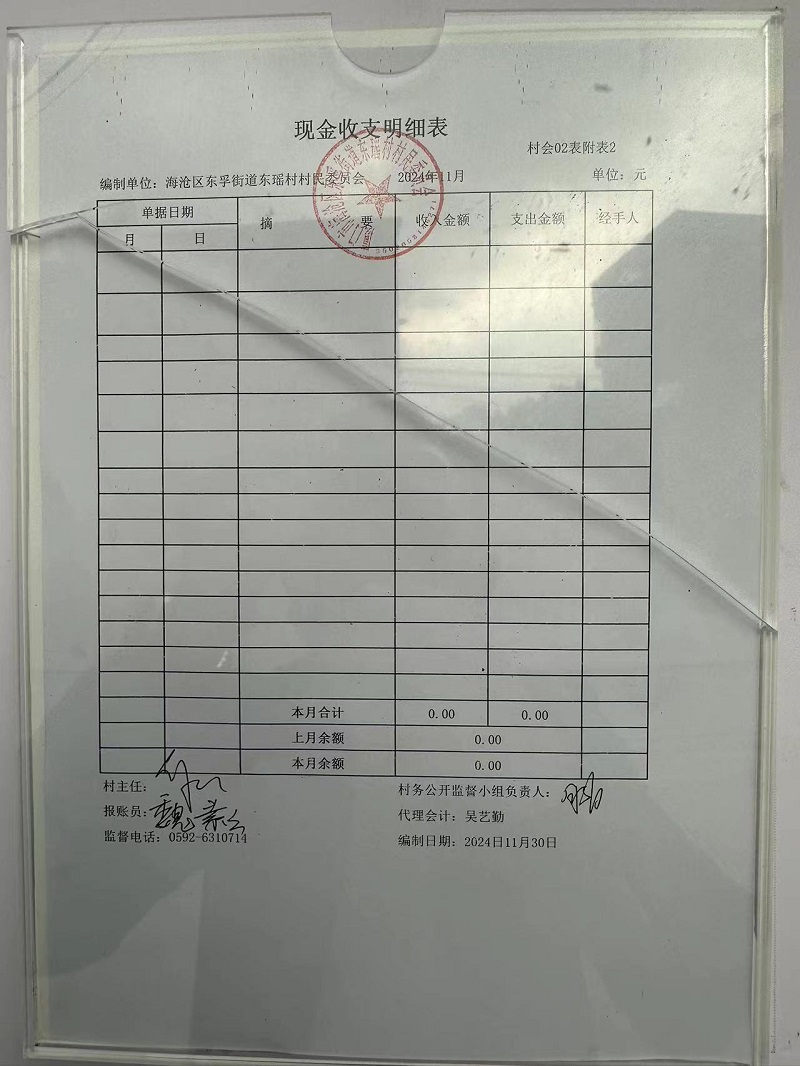 现金收支明细表
村会02表附表2
编制单位：海沧区东孚街道东瑶村村民委员会 2024年11月 单位：元
单据日期 摘 要 收入金额 支出金额 经手人
月 日
本月合计 0.00 0.00
上月余额 0.00
本月余额 0.00
村主任： 村务公开监督小组负责人：
报账员：魏 代理会计：吴艺勤
监督电话：0592-6310714 编制日期：2024日11月30日